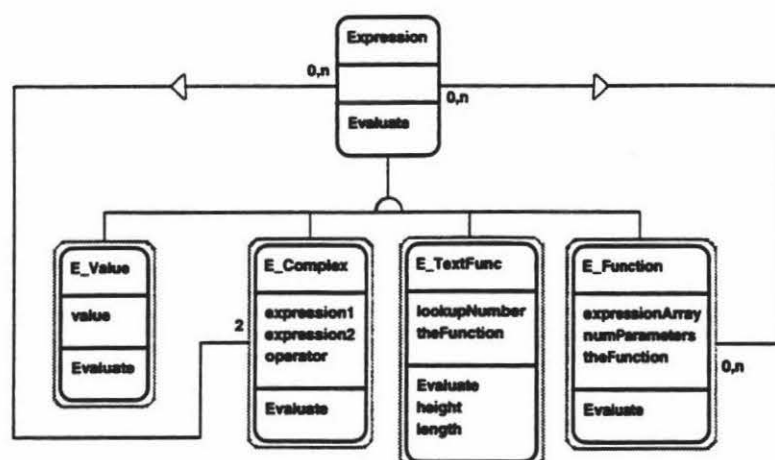 Expression
0,n
0,n
Evaluate
E_Value
value
Evaluate
2
E_Complex
expression1
expression2
operator
Evaluate
E_TextFunc
lookupNumber
theFunction
Evaluate
height
length
E_Function
expressionArray
numParameters
theFunction
Evaluate
0,n